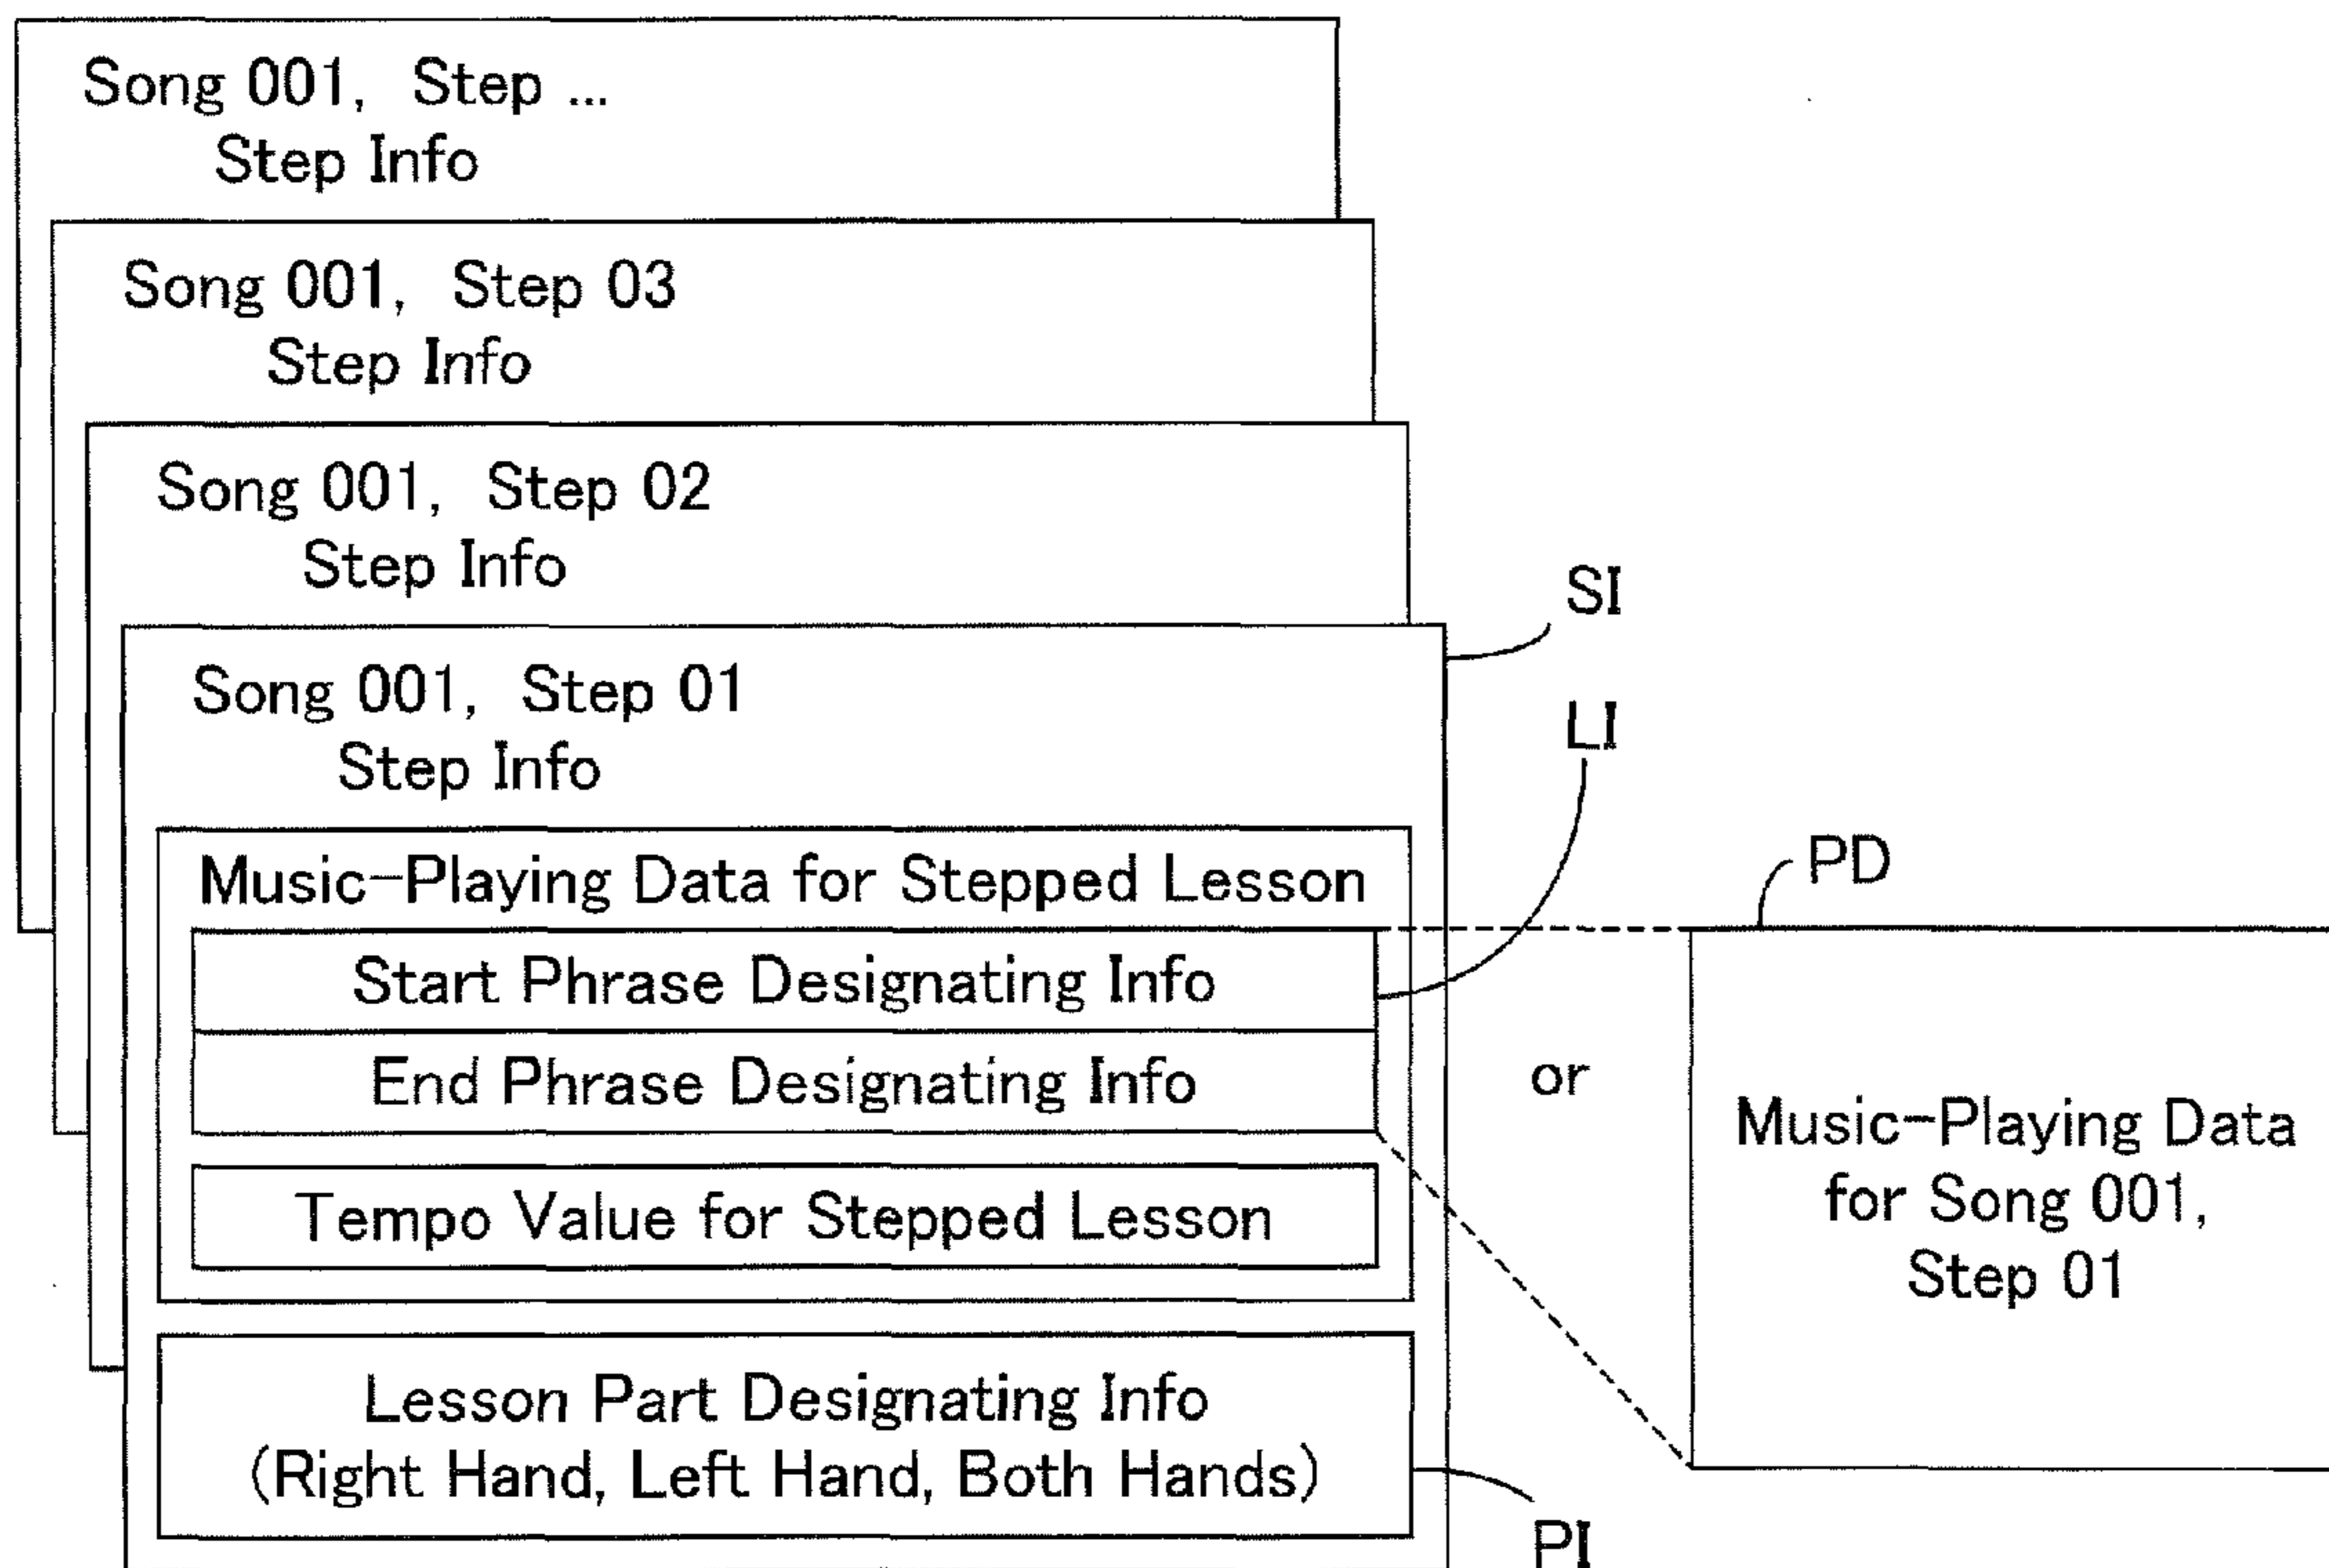 Song 001, Step ...
Step Info
Song 001, Step 03
Step Info
Song 001, Step 02
Step Info
SI
Song 001, Step 01
Step Info
LI
Music-Playing Data for Stepped Lesson
PD
Start Phrase Designating Info
End Phrase Designating Info
or
Music-Playing Data
for Song 001,
Step 01
Tempo Value for Stepped Lesson
Lesson Part Designating Info
(Right Hand, Left Hand, Both Hands)
PI